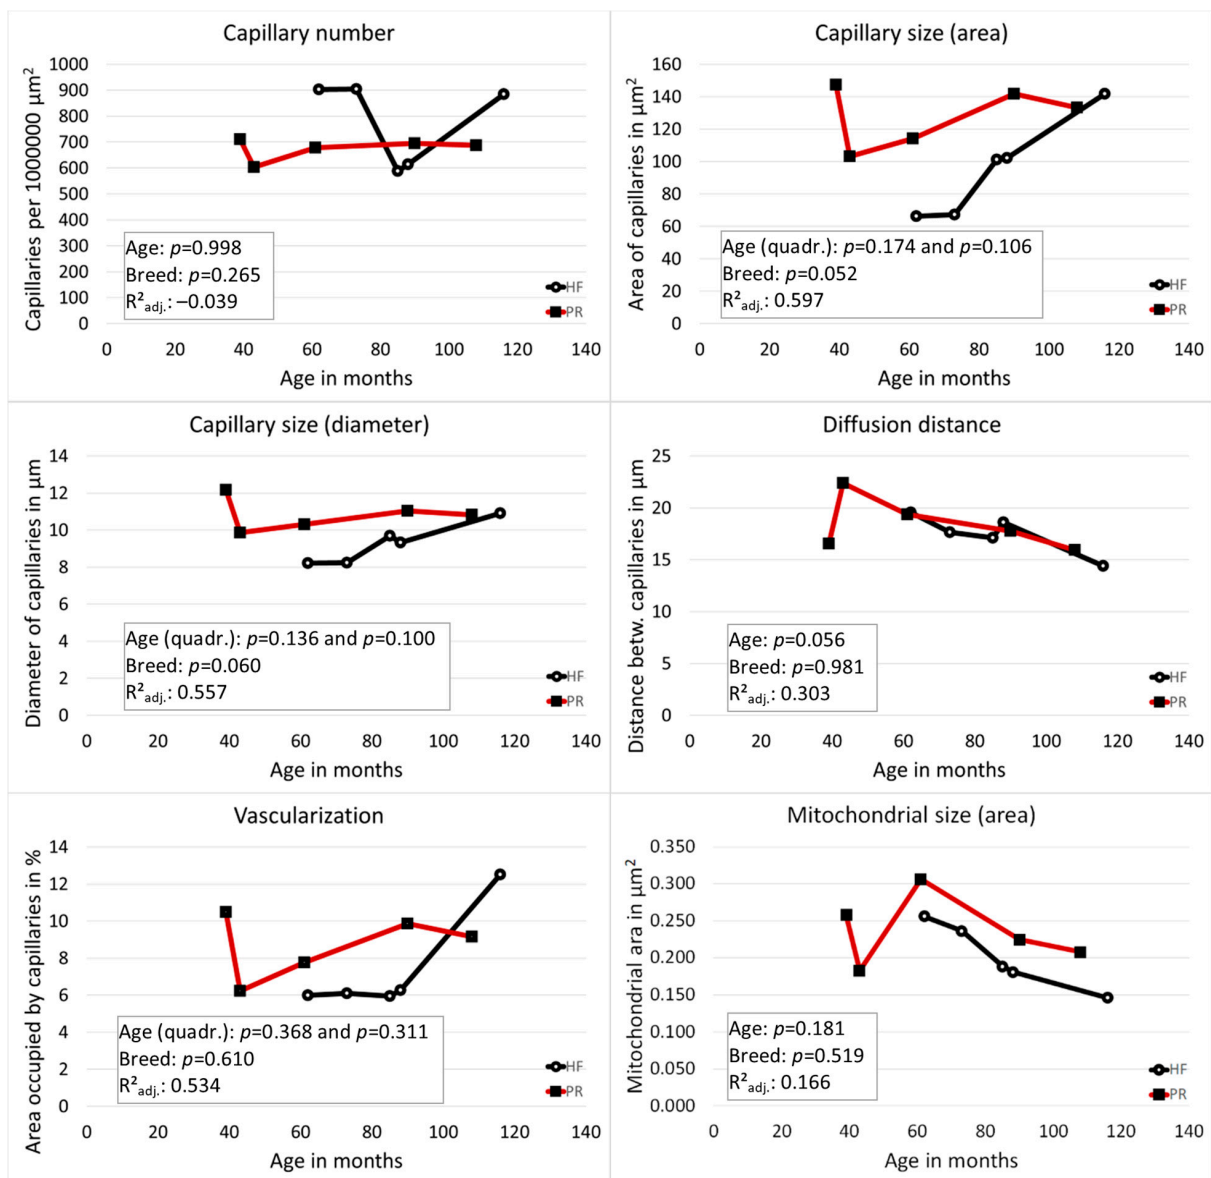 Capillary number
Capillaries per 1000000 µm²
1000
900
800
700
600
500
400
300
200
100
0
Age: p=0.998
Breed: p=0.265
R²adj.: –0.039
HF
PR
0 20 40 60 80 100 120 140
Age in months
Capillary size (area)
Area of capillaries in µm²
160
140
120
100
80
60
40
20
0
Age (quadr.): p=0.174 and p=0.106
Breed: p=0.052
R²adj.: 0.597
HF
PR
0 20 40 60 80 100 120 140
Age in months
Capillary size (diameter)
Diameter of capillaries in µm
14
12
10
8
6
4
2
0
Age (quadr.): p=0.136 and p=0.100
Breed: p=0.060
R²adj.: 0.557
HF
PR
0 20 40 60 80 100 120 140
Age in months
Diffusion distance
Distance betw. capillaries in µm
25
20
15
10
5
0
Age: p=0.056
Breed: p=0.981
R²adj.: 0.303
HF
PR
0 20 40 60 80 100 120 140
Age in months
Vascularization
Area occupied by capillaries in %
14
12
10
8
6
4
2
0
Age (quadr.): p=0.368 and p=0.311
Breed: p=0.610
R²adj.: 0.534
HF
PR
0 20 40 60 80 100 120 140
Age in months
Mitochondrial size (area)
Mitochondrial ara in µm²
0.350
0.300
0.250
0.200
0.150
0.100
0.050
0.000
Age: p=0.181
Breed: p=0.519
R²adj.: 0.166
HF
PR
0 20 40 60 80 100 120 140
Age in months